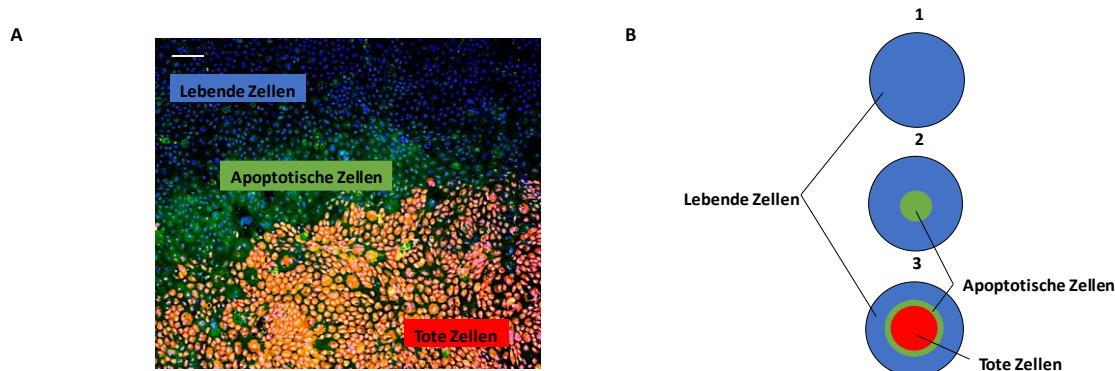 A
Lebende Zellen
Apoptotische Zellen
Tote Zellen
B
1
2
Lebende Zellen
3
Apoptotische Zellen
Tote Zellen